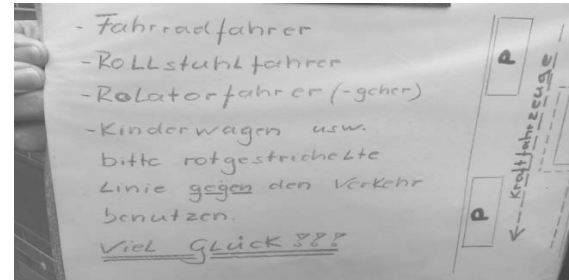 - Fahrradfahrer
- Rollstuhlfahrer
- Rolatorfahrer (-geher)
- Kinderwagen usw.
bitte rotgestrichelte
Linie gegen den Verkehr
benutzen.
Viel Glück ???
P
Kraftfahrzeuge
P